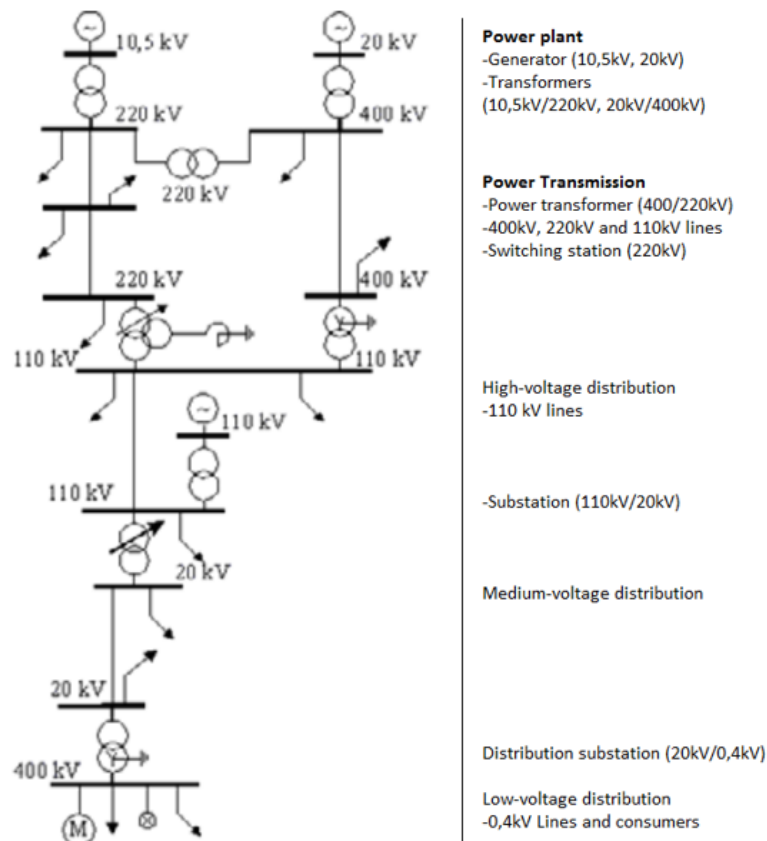 ~
10,5 kV
~
20 kV
220 kV
400 kV
220 kV
220 kV
400 kV
110 kV
110 kV
~
110 kV
110 kV
20 kV
20 kV
400 kV
M
Power plant
-Generator (10,5kV, 20kV)
-Transformers
(10,5kV/220kV, 20kV/400kV)
Power Transmission
-Power transformer (400/220kV)
-400kV, 220kV and 110kV lines
-Switching station (220kV)
High-voltage distribution
-110 kV lines
-Substation (110kV/20kV)
Medium-voltage distribution
Distribution substation (20kV/0,4kV)
Low-voltage distribution
-0,4kV Lines and consumers